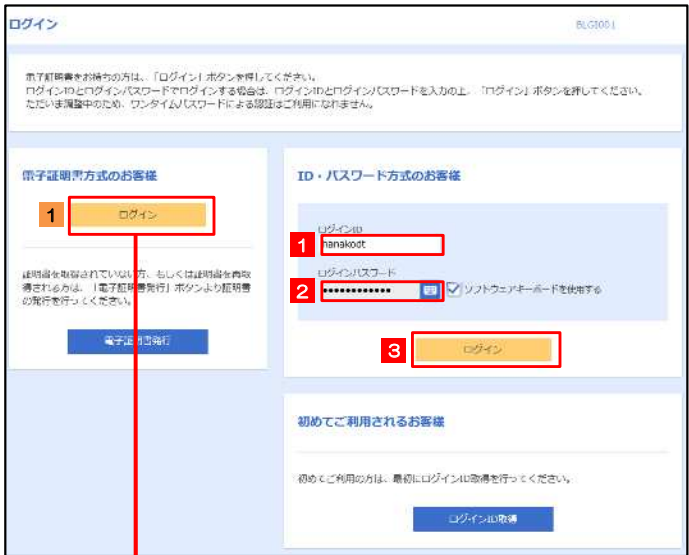 ログイン
BLGI001
電子証明書をお持ちの方は、「ログイン」ボタンを押してください。
ログインIDとログインパスワードでログインする場合は、ログインIDとログインパスワードを入力の上、「ログイン」ボタンを押してください。
ただいま調整中のため、ワンタイムパスワードによる認証はご利用になれません。
電子証明書方式のお客様
1
ログイン
証明書を取得されていない方、もしくは証明書を再取
得される方は、「電子証明書発行」ボタンより証明書
の発行を行ってください。
電子証明書発行
ID・パスワード方式のお客様
ログインID
1
hanakodt
ログインパスワード
2
••••••••••••
ソフトウェアキーボードを使用する
3
ログイン
初めてご利用されるお客様
初めてご利用の方は、最初にログインID取得を行ってください。
ログインID取得